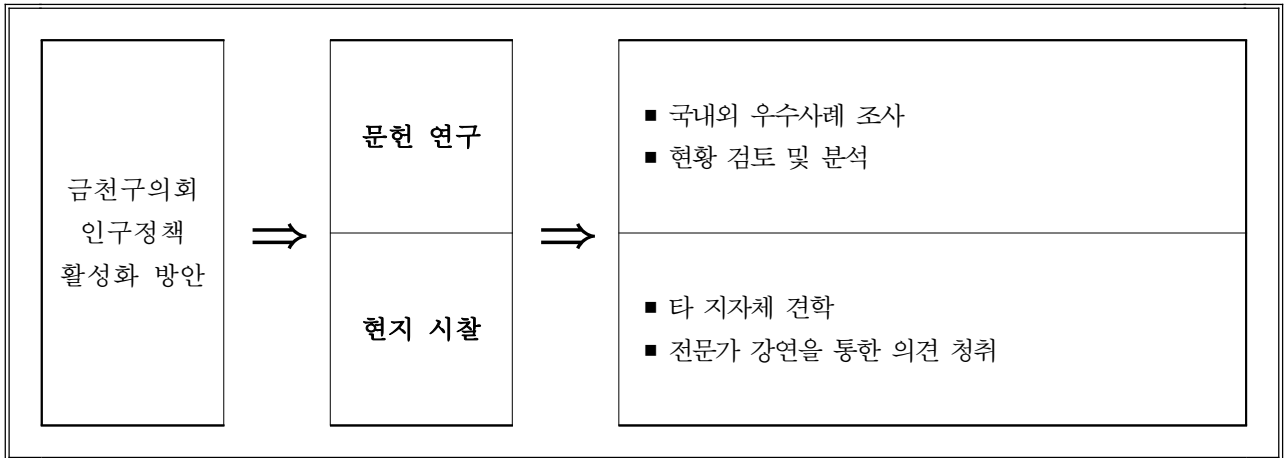 금천구의회
인구정책
활성화 방안
⇒
문헌 연구
현지 시찰
⇒
■ 국내외 우수사례 조사
■ 현황 검토 및 분석
■ 타 지자체 견학
■ 전문가 강연을 통한 의견 청취